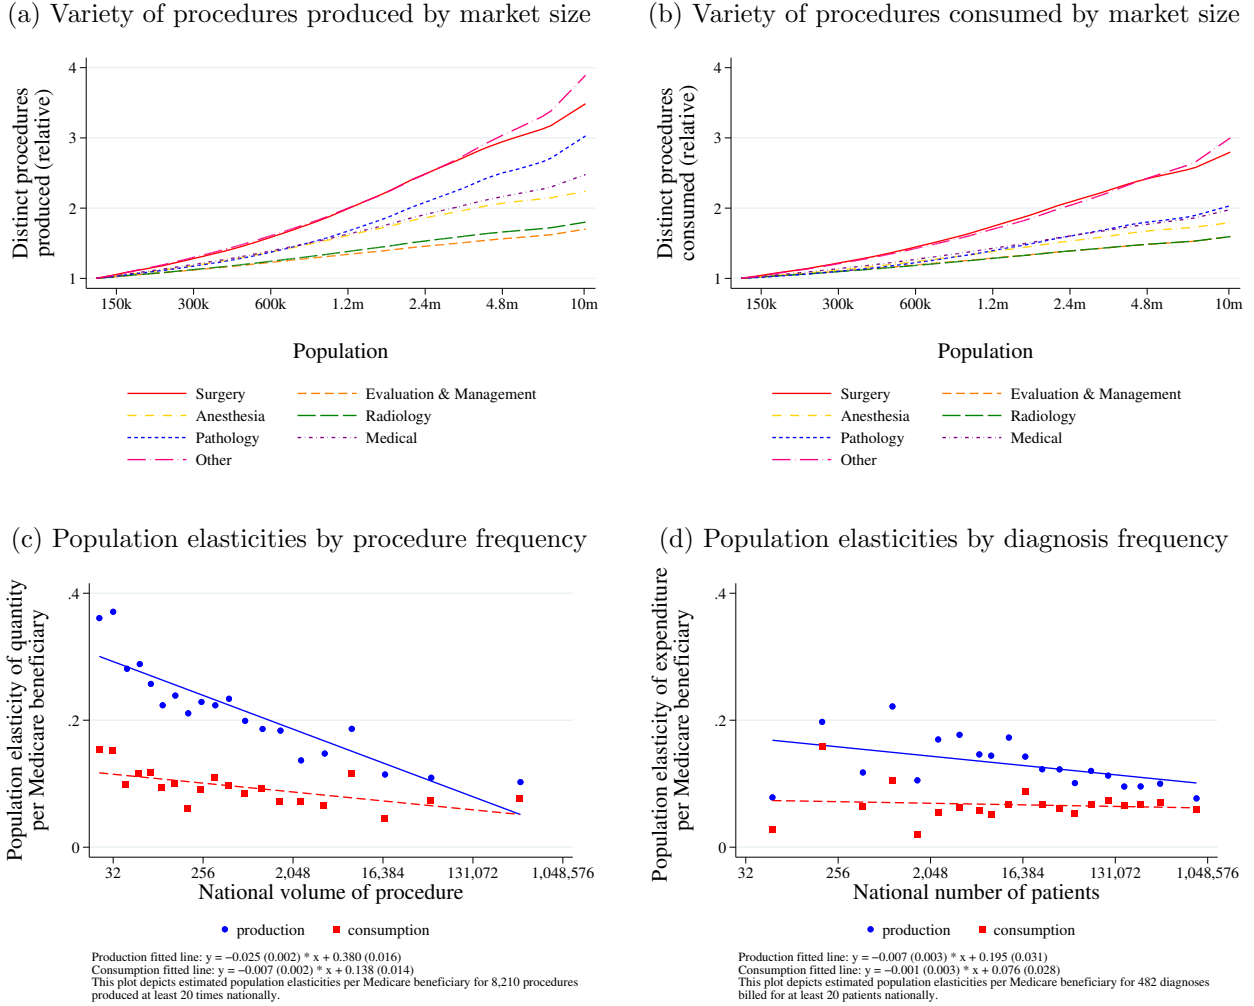 (a) Variety of procedures produced by market size
Distinct procedures
produced (relative)
4
3
2
1
150k 300k 600k 1.2m 2.4m 4.8m 10m
Population
Surgery Evaluation & Management
Anesthesia Radiology
Pathology Medical
Other
(b) Variety of procedures consumed by market size
Distinct procedures
consumed (relative)
4
3
2
1
150k 300k 600k 1.2m 2.4m 4.8m 10m
Population
Surgery Evaluation & Management
Anesthesia Radiology
Pathology Medical
Other
(c) Population elasticities by procedure frequency
Population elasticity of quantity
per Medicare beneficiary
.4
.2
0
32 256 2,048 16,384 131,072 1,048,576
National volume of procedure
production consumption
Production fitted line: y = −0.025 (0.002) * x + 0.380 (0.016)
Consumption fitted line: y = −0.007 (0.002) * x + 0.138 (0.014)
This plot depicts estimated population elasticities per Medicare beneficiary for 8,210 procedures
produced at least 20 times nationally.
(d) Population elasticities by diagnosis frequency
Population elasticity of expenditure
per Medicare beneficiary
.4
.2
0
32 256 2,048 16,384 131,072 1,048,576
National number of patients
production consumption
Production fitted line: y = −0.007 (0.003) * x + 0.195 (0.031)
Consumption fitted line: y = −0.001 (0.003) * x + 0.076 (0.028)
This plot depicts estimated population elasticities per Medicare beneficiary for 482 diagnoses
billed for at least 20 patients nationally.